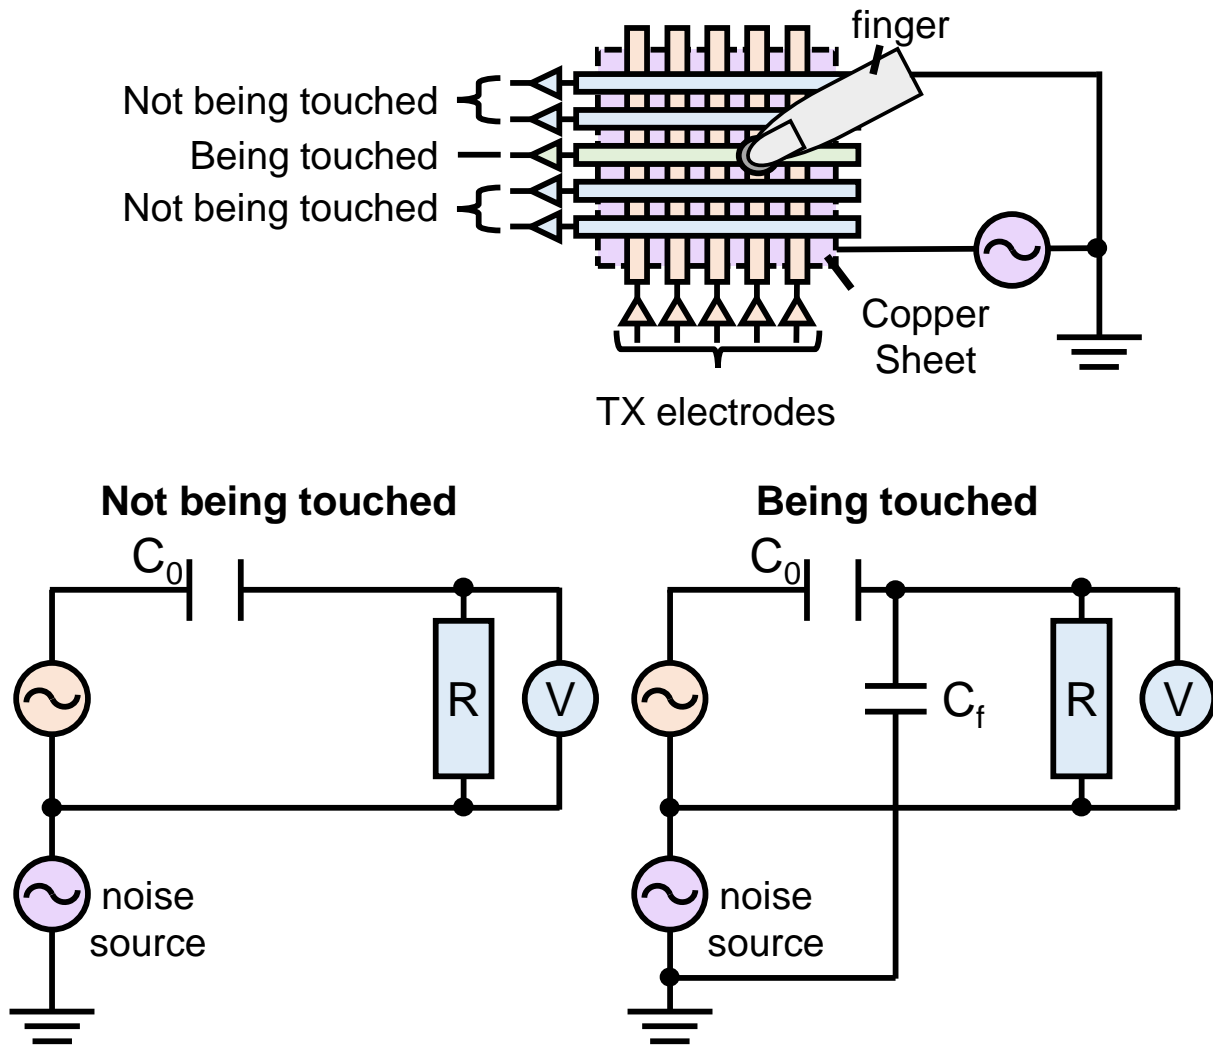 finger
Not being touched
Being touched
Not being touched
Copper
Sheet
TX electrodes
Not being touched
C0
R
V
noise
source
Being touched
C0
Cf
R
V
noise
source